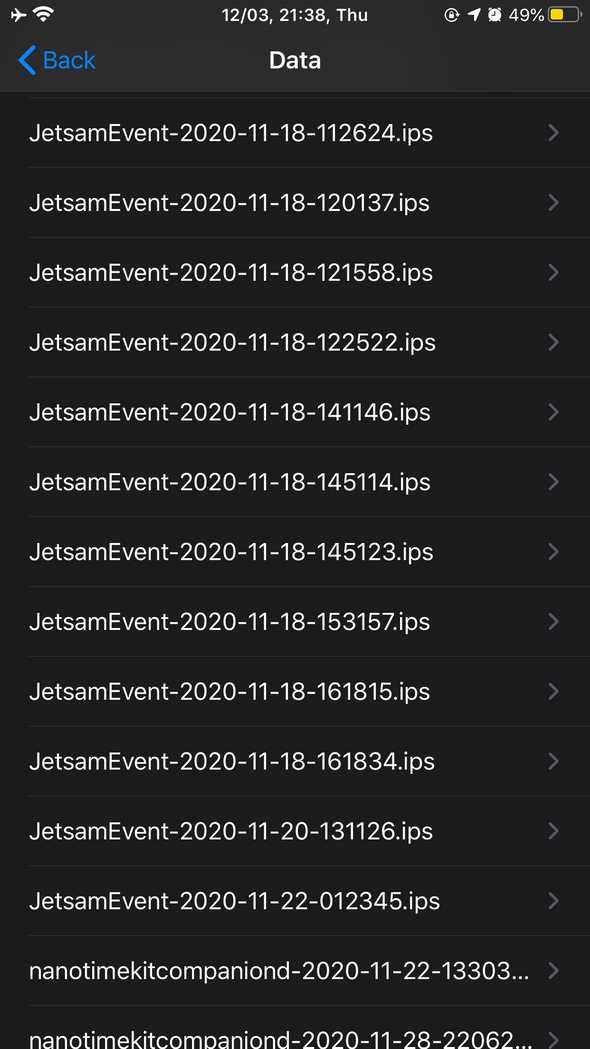 12/03, 21:38, Thu 49%
Back Data
JetsamEvent-2020-11-18-112624.ips
JetsamEvent-2020-11-18-120137.ips
JetsamEvent-2020-11-18-121558.ips
JetsamEvent-2020-11-18-122522.ips
JetsamEvent-2020-11-18-141146.ips
JetsamEvent-2020-11-18-145114.ips
JetsamEvent-2020-11-18-145123.ips
JetsamEvent-2020-11-18-153157.ips
JetsamEvent-2020-11-18-161815.ips
JetsamEvent-2020-11-18-161834.ips
JetsamEvent-2020-11-20-131126.ips
JetsamEvent-2020-11-22-012345.ips
nanotimekitcompaniond-2020-11-22-13303...
nanotimekitcompaniond-2020-11-28-22062...